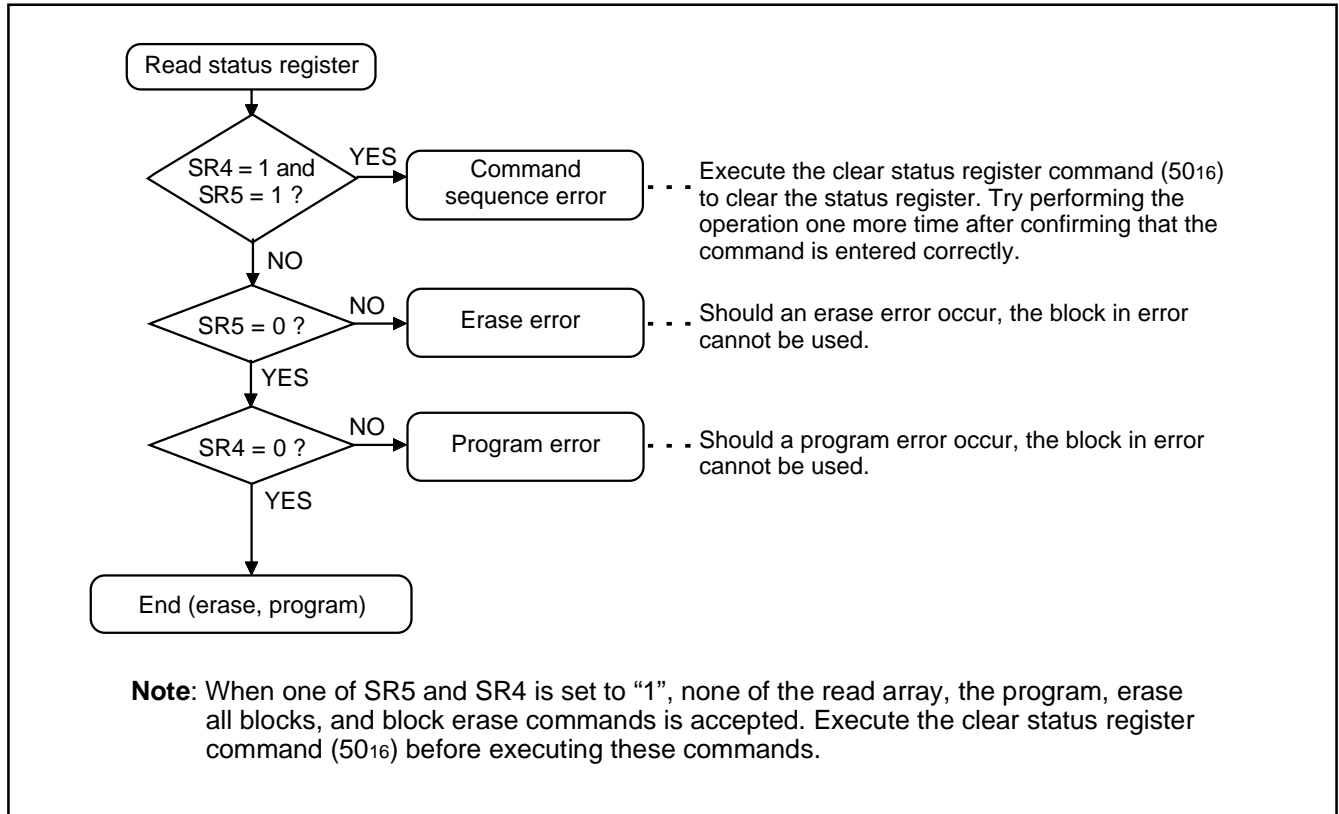 Read status register
SR4 = 1 and
SR5 = 1 ?
YES
Command
sequence error
Execute the clear status register command (5016)
to clear the status register. Try performing the
operation one more time after confirming that the
command is entered correctly.
NO
SR5 = 0 ?
NO
Erase error
Should an erase error occur, the block in error
cannot be used.
YES
SR4 = 0 ?
NO
Program error
Should a program error occur, the block in error
cannot be used.
YES
End (erase, program)
Note: When one of SR5 and SR4 is set to “1”, none of the read array, the program, erase
all blocks, and block erase commands is accepted. Execute the clear status register
command (5016) before executing these commands.